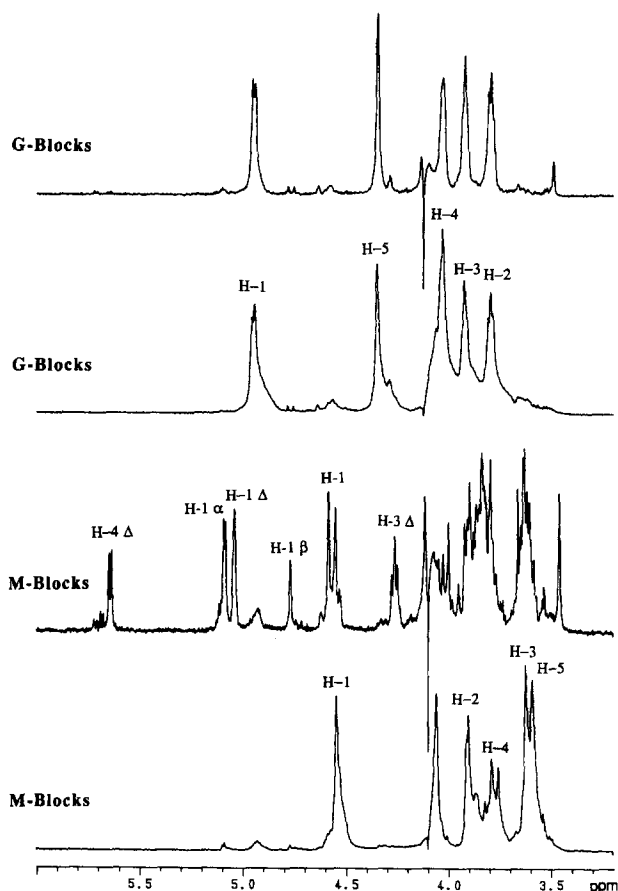 G-Blocks
H-4
H-5
H-3
H-2
H-1
G-Blocks
H-1
H-1 Δ
H-1 α
H-4 Δ
H-3 Δ
H-1 β
M-Blocks
H-3
H-5
H-1
H-2
H-4
M-Blocks
5.5 5.0 4.5 4.0 3.5 ppm